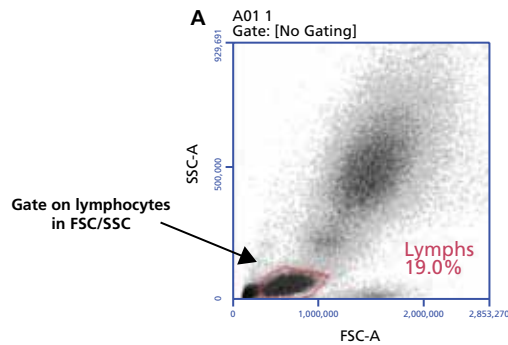 A
A01 1
Gate: [No Gating]
929,691
SSC-A
500,000
Gate on lymphocytes
in FSC/SSC
Lymphs
19.0%
0
0
1,000,000
2,000,000
2,853,270
FSC-A